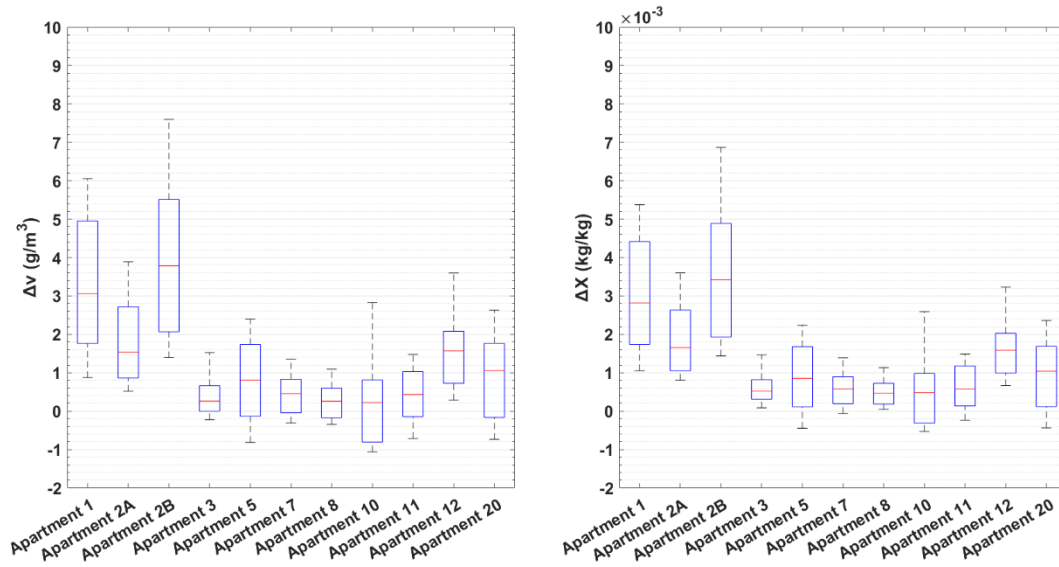 10
9
8
7
6
5
4
3
2
1
0
-1
-2
Δv (g/m³)
Apartment 1
Apartment 2A
Apartment 2B
Apartment 3
Apartment 5
Apartment 7
Apartment 8
Apartment 10
Apartment 11
Apartment 12
Apartment 20
×10⁻³
10
9
8
7
6
5
4
3
2
1
0
-1
-2
ΔX (kg/kg)
Apartment 1
Apartment 2A
Apartment 2B
Apartment 3
Apartment 5
Apartment 7
Apartment 8
Apartment 10
Apartment 11
Apartment 12
Apartment 20